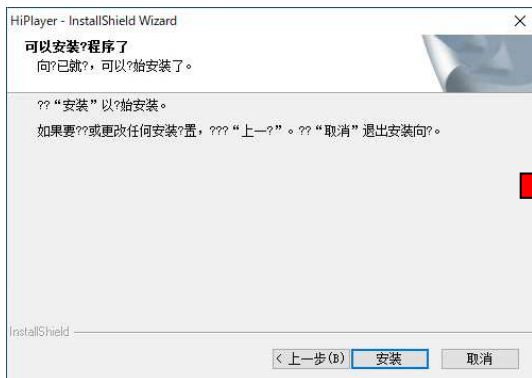 HiPlayer - InstallShield Wizard
可以安装?程序了
向?已就?，可以?始安装了。
??“安装”以?始安装。
如果要??或更改任何安装?置，???“上一?”。??“取消”退出安装向?。
InstallShield
< 上一步(B)
安装
取消